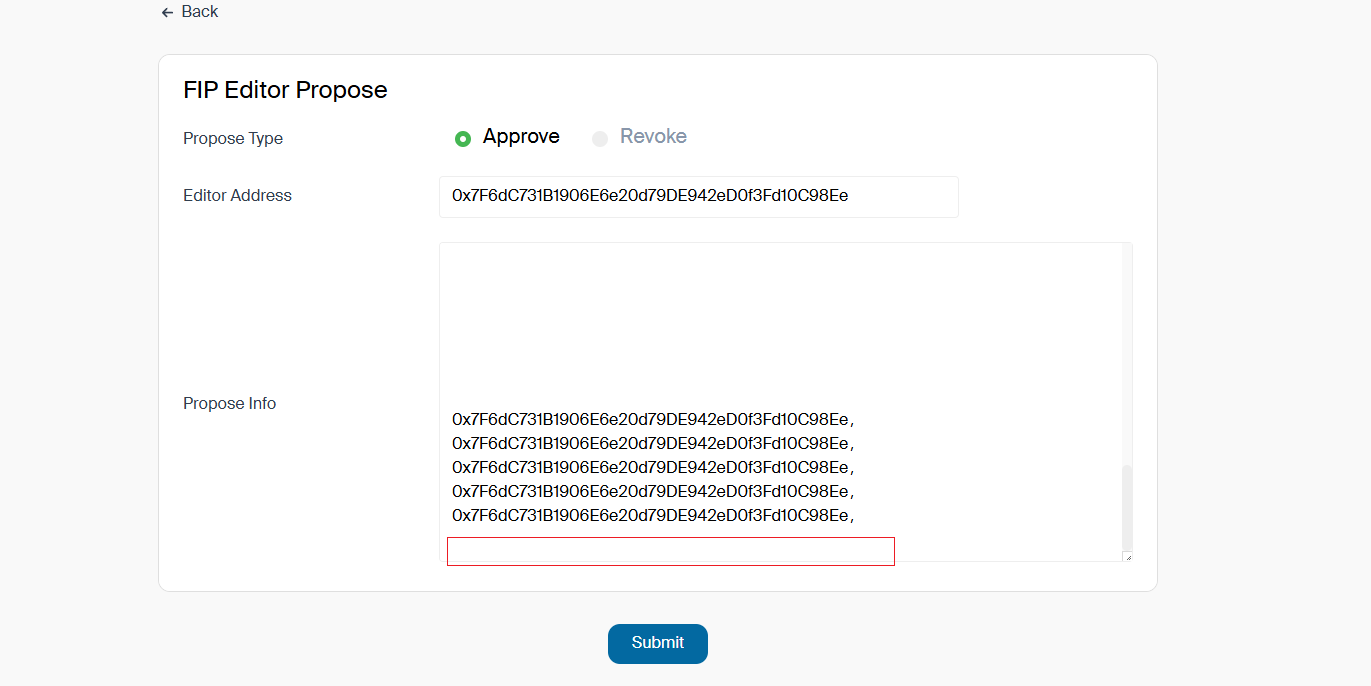 ← Back
FIP Editor Propose
Propose Type
Approve
Revoke
Editor Address
0x7F6dC731B1906E6e20d79DE942eD0f3Fd10C98Ee
Propose Info
0x7F6dC731B1906E6e20d79DE942eD0f3Fd10C98Ee,
0x7F6dC731B1906E6e20d79DE942eD0f3Fd10C98Ee,
0x7F6dC731B1906E6e20d79DE942eD0f3Fd10C98Ee,
0x7F6dC731B1906E6e20d79DE942eD0f3Fd10C98Ee,
0x7F6dC731B1906E6e20d79DE942eD0f3Fd10C98Ee,
Submit